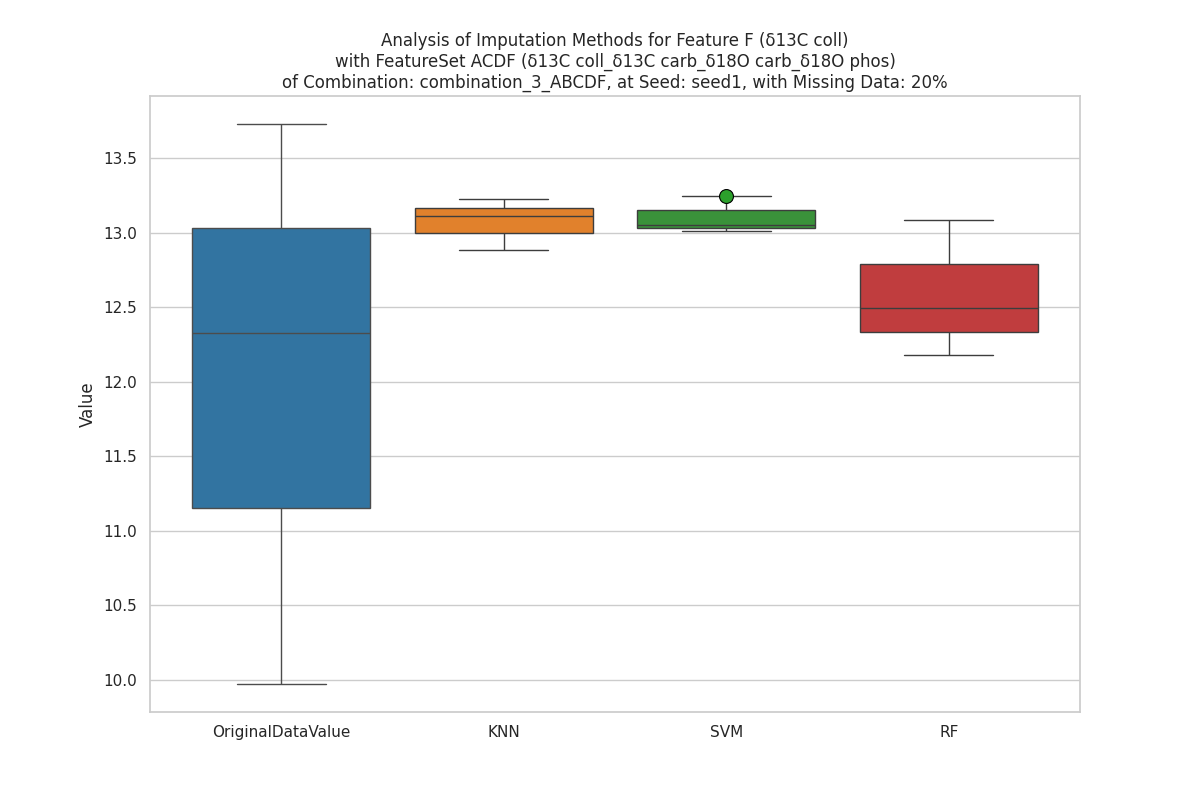 Analysis of Imputation Methods for Feature F (δ13C coll)
with FeatureSet ACDF (δ13C coll_δ13C carb_δ18O carb_δ18O phos)
of Combination: combination_3_ABCDF, at Seed: seed1, with Missing Data: 20%
13.5
13.0
12.5
12.0
11.5
11.0
10.5
10.0
Value
OriginalDataValue
KNN
SVM
RF